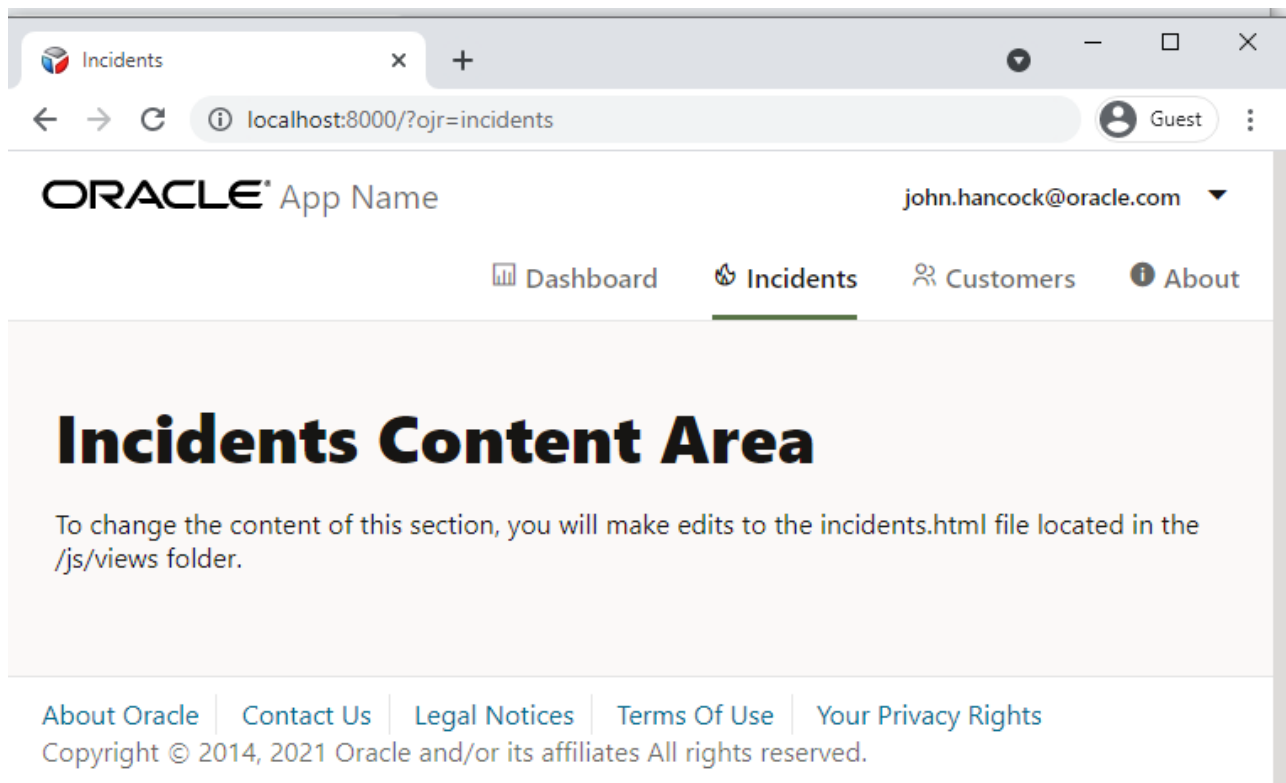 Incidents
localhost:8000/?ojr=incidents
Guest
ORACLE App Name
john.hancock@oracle.com
Dashboard Incidents Customers About
Incidents Content Area
To change the content of this section, you will make edits to the incidents.html file located in the
/js/views folder.
About Oracle Contact Us Legal Notices Terms Of Use Your Privacy Rights
Copyright © 2014, 2021 Oracle and/or its affiliates All rights reserved.